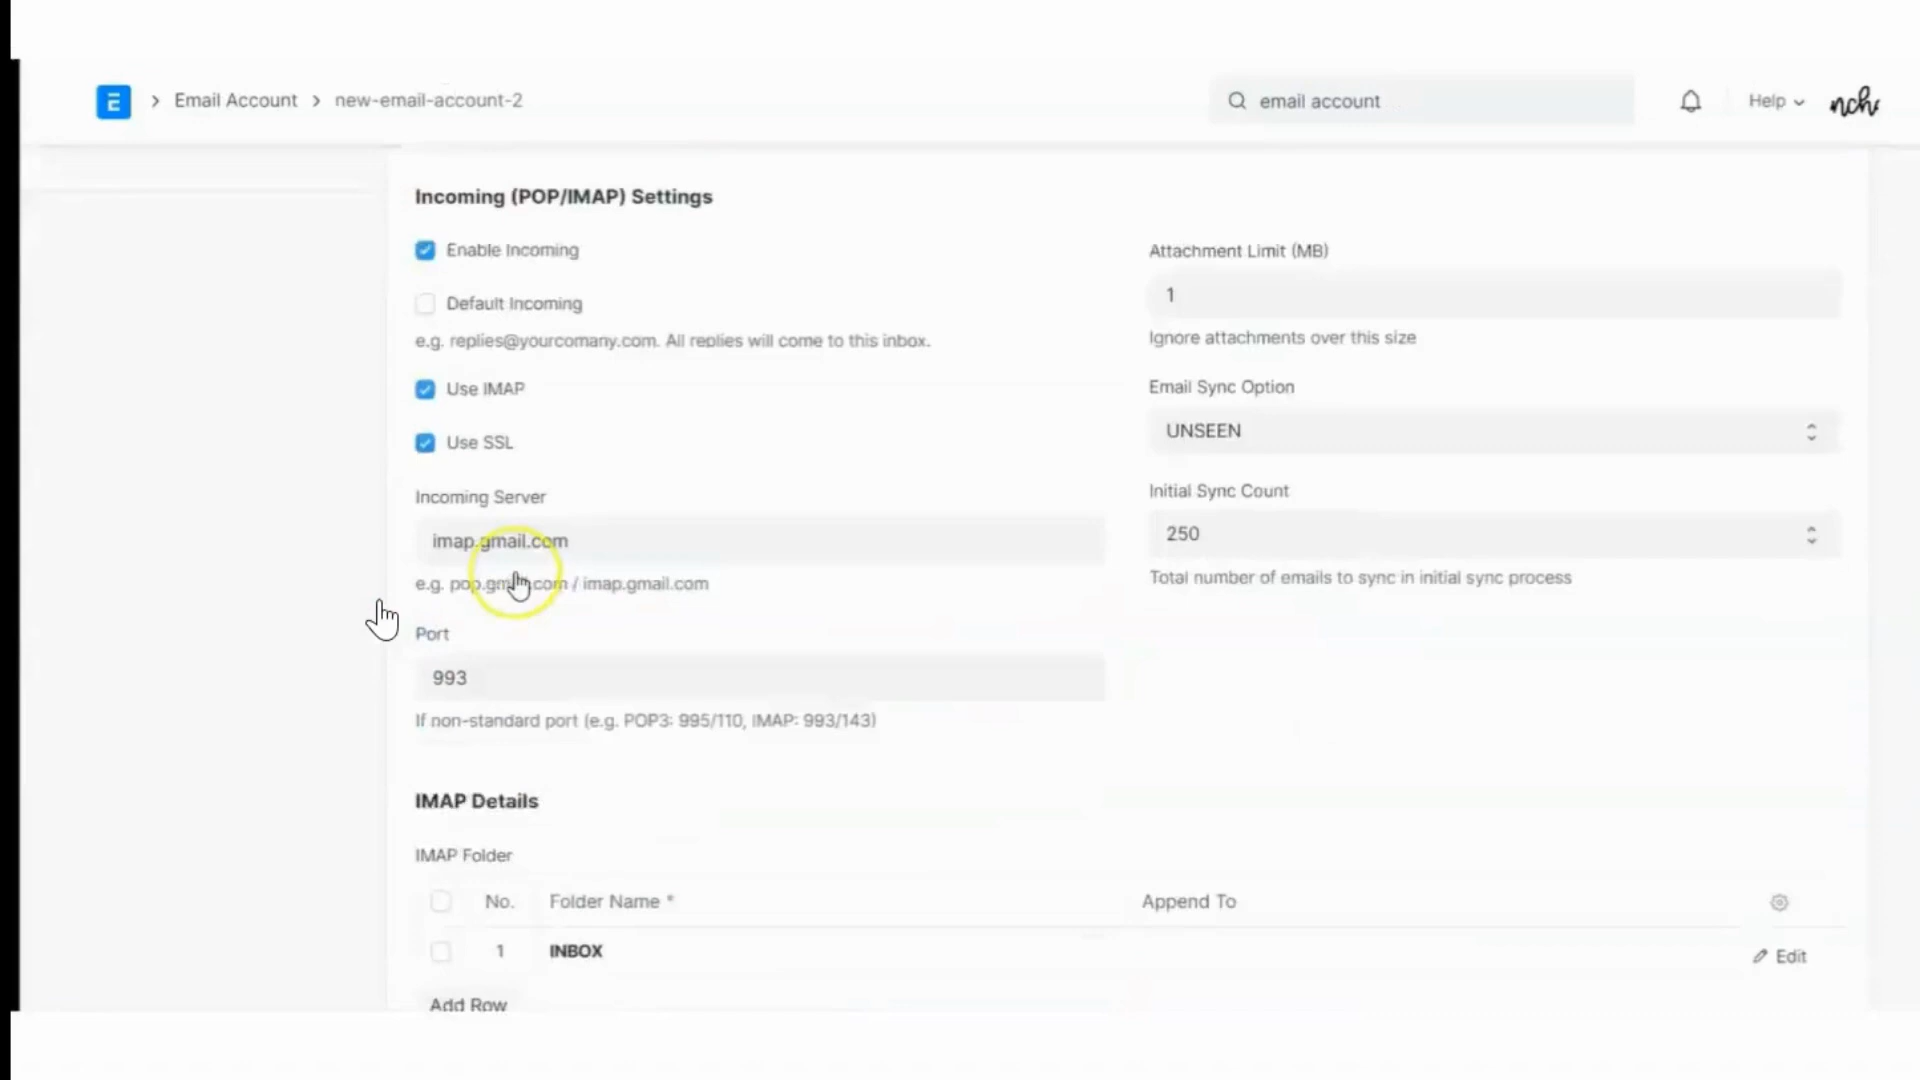 E > Email Account > new-email-account-2
email account
Help
nch
Incoming (POP/IMAP) Settings
Enable Incoming
Default Incoming
e.g. replies@yourcomany.com. All replies will come to this inbox.
Use IMAP
Use SSL
Incoming Server
imap.gmail.com
e.g. pop.gmail.com / imap.gmail.com
Port
993
If non-standard port (e.g. POP3: 995/110, IMAP: 993/143)
Attachment Limit (MB)
1
Ignore attachments over this size
Email Sync Option
UNSEEN
Initial Sync Count
250
Total number of emails to sync in initial sync process
IMAP Details
IMAP Folder
No. Folder Name * Append To
1 INBOX Edit
Add Row